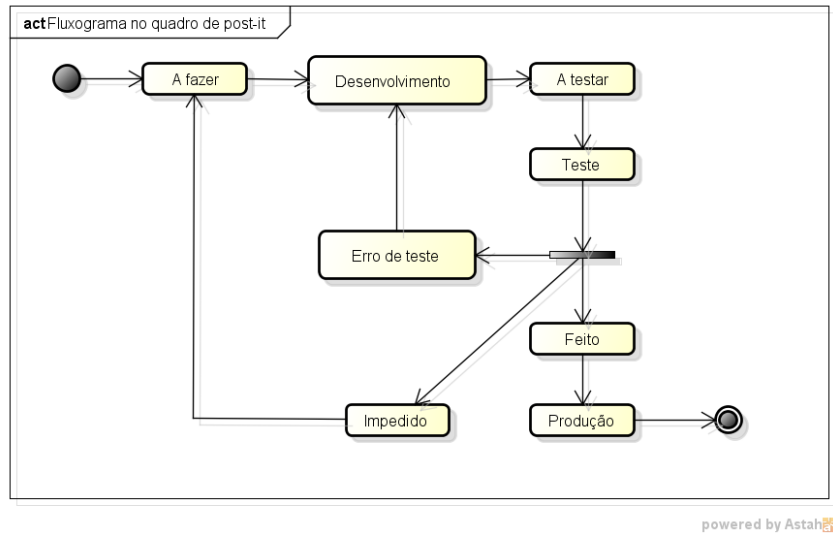 act Fluxograma no quadro de post-it
A fazer
Desenvolvimento
A testar
Teste
Erro de teste
Feito
Impedido
Produção
powered by Astah